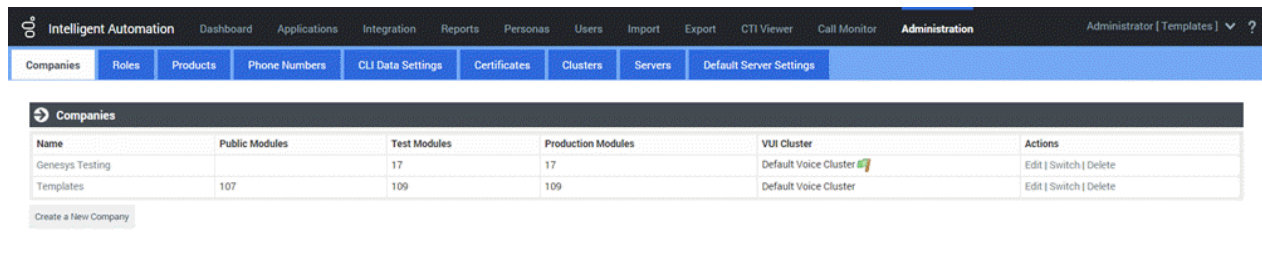 Intelligent Automation Dashboard Applications Integration Reports Personas Users Import Export CTI Viewer Call Monitor Administration Administrator [ Templates ] ?
Companies Roles Products Phone Numbers CLI Data Settings Certificates Clusters Servers Default Server Settings
Companies
Name Public Modules Test Modules Production Modules VUI Cluster Actions
Genesys Testing 17 17 Default Voice Cluster Edit | Switch | Delete
Templates 107 109 109 Default Voice Cluster Edit | Switch | Delete
Create a New Company